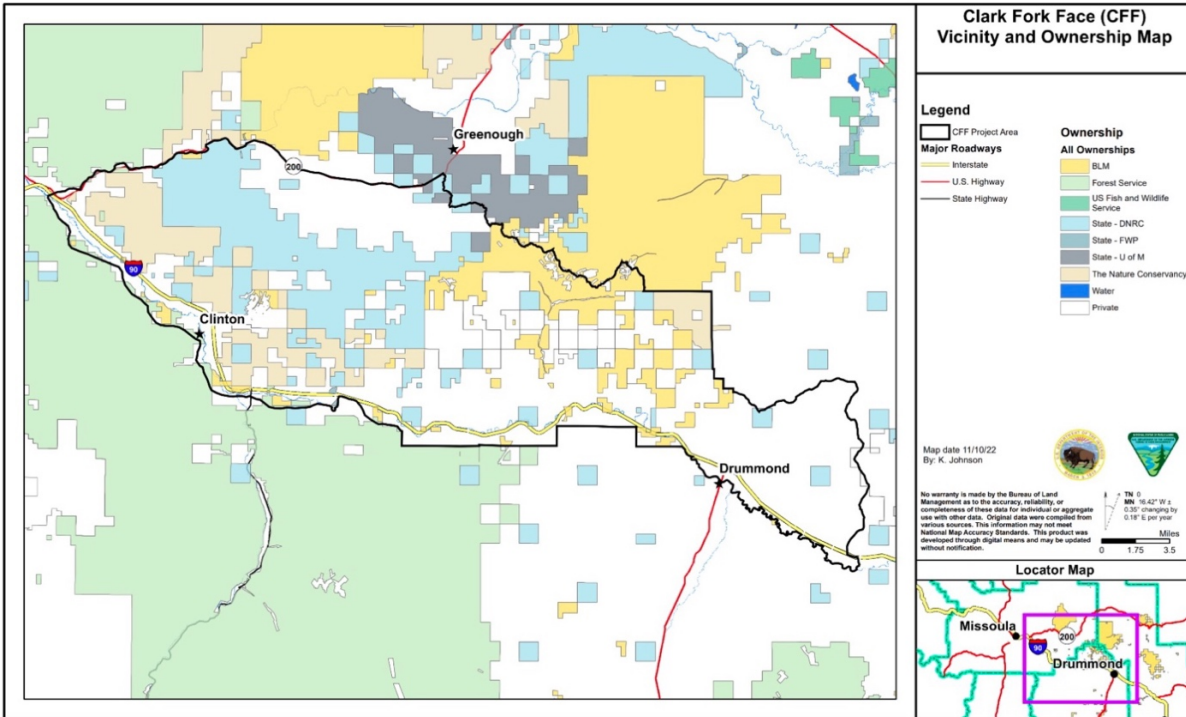 Clark Fork Face (CFF)
Vicinity and Ownership Map
Greenough
200
90
Clinton
Drummond
Legend
CFF Project Area
Major Roadways
Interstate
U.S. Highway
State Highway
Ownership
All Ownerships
BLM
Forest Service
US Fish and Wildlife
Service
State - DNRC
State - FWP
State - U of M
The Nature Conservancy
Water
Private
Map date 11/10/22
By: K. Johnson
No warranty is made by the Bureau of Land
Management as to the accuracy, reliability, or
completeness of these data for individual or aggregate
use with other data. Original data were compiled from
various sources. This information may not meet
National Map Accuracy Standards. This product was
developed through digital means and may be updated
without notification.
TN 0
MN 16.42° W ±
0.35° changing by
0.18° E per year
Miles
0 1.75 3.5
Locator Map
Missoula
200
90
Drummond